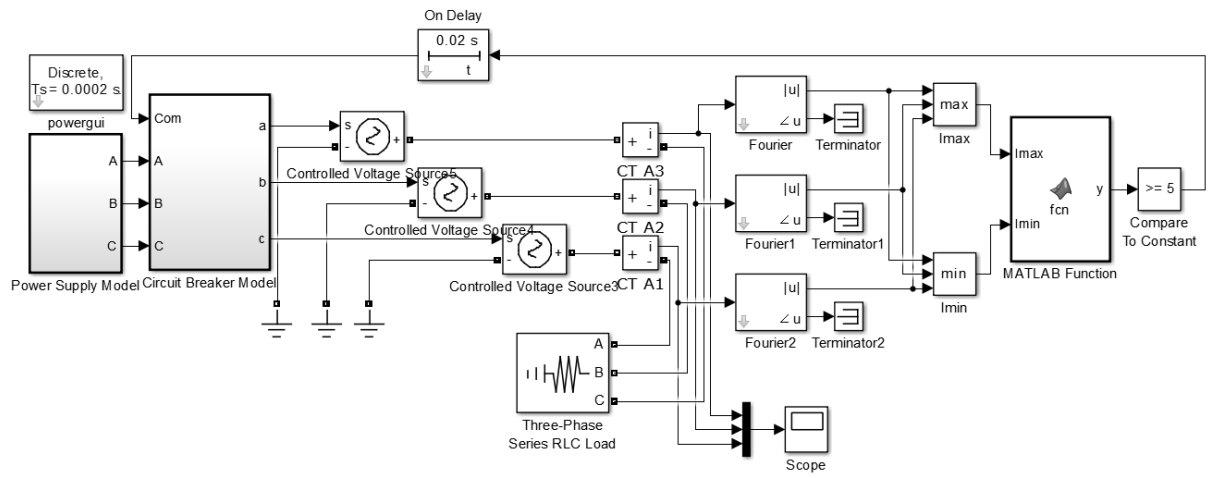 On Delay
0.02 s
t
Discrete,
Ts = 0.0002 s.
powergui
A
B
C
Power Supply Model
Com
A
B
C
a
b
c
Circuit Breaker Model
s
-
+
Controlled Voltage Source5
s
-
+
Controlled Voltage Source4
s
-
+
Controlled Voltage Source3
+
i
-
CT A3
+
i
-
CT A2
+
i
-
CT A1
A
B
C
Three-Phase
Series RLC Load
|u|
∠ u
Fourier
Terminator
|u|
∠ u
Fourier1
Terminator1
|u|
∠ u
Fourier2
Terminator2
max
Imax
min
Imin
Imax
Imin
fcn
y
MATLAB Function
>= 5
Compare
To Constant
Scope